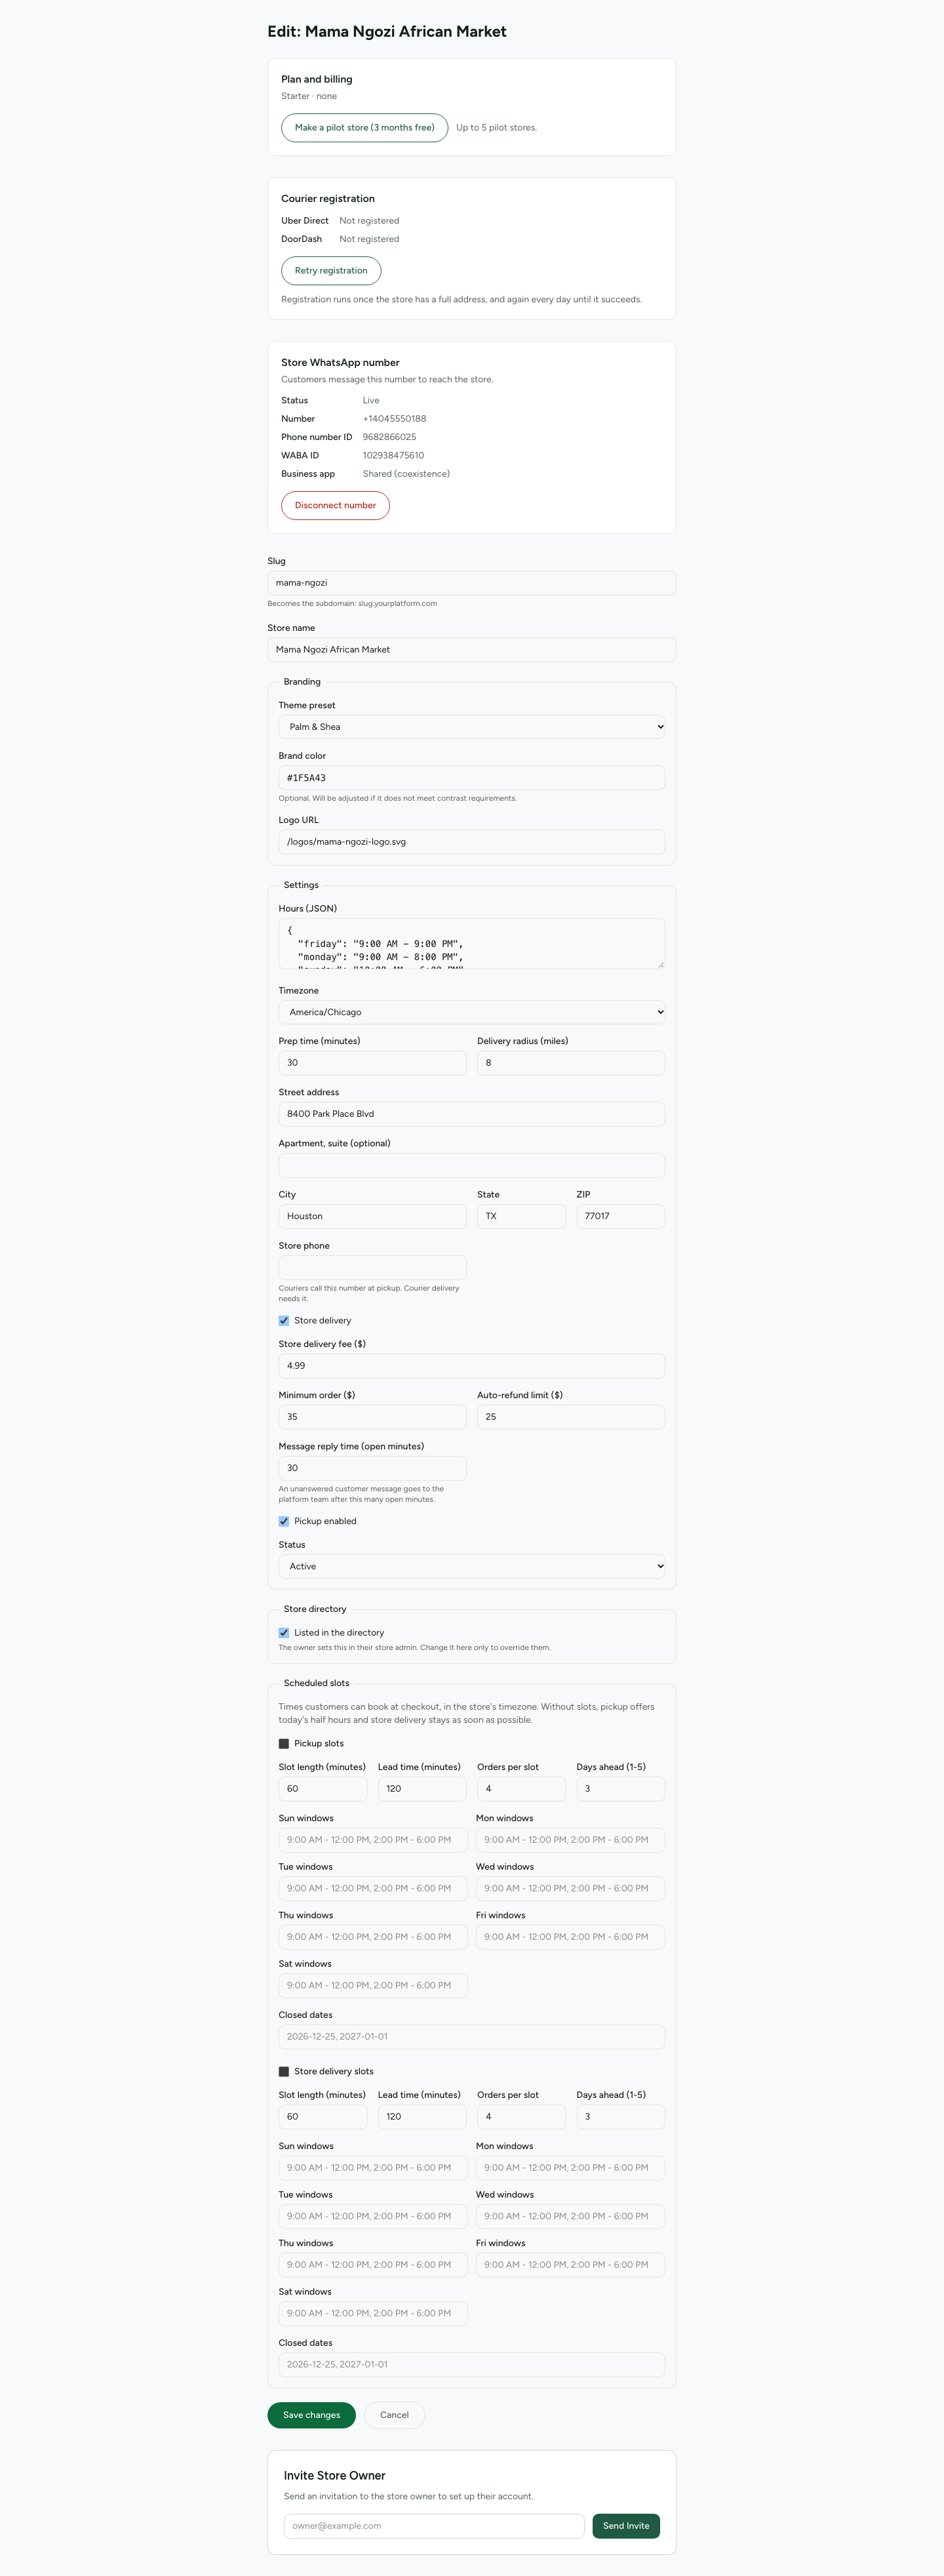 Edit: Mama Ngozi African Market
Plan and billing
Starter · none
Make a pilot store (3 months free)
Up to 5 pilot stores.
Courier registration
Uber Direct Not registered
DoorDash Not registered
Retry registration
Registration runs once the store has a full address, and again every day until it succeeds.
Store WhatsApp number
Customers message this number to reach the store.
Status Live
Number +14045550188
Phone number ID 9682866025
WABA ID 102938475610
Business app Shared (coexistence)
Disconnect number
Slug
mama-ngozi
Becomes the subdomain: slug.yourplatform.com
Store name
Mama Ngozi African Market
Branding
Theme preset
Palm & Shea
Brand color
#1F5A43
Optional. Will be adjusted if it does not meet contrast requirements.
Logo URL
/logos/mama-ngozi-logo.svg
Settings
Hours (JSON)
{
"friday": "9:00 AM – 9:00 PM",
"monday": "9:00 AM – 8:00 PM",
Timezone
America/Chicago
Prep time (minutes) Delivery radius (miles)
30 8
Street address
8400 Park Place Blvd
Apartment, suite (optional)
City State ZIP
Houston TX 77017
Store phone
Couriers call this number at pickup. Courier delivery
needs it.
Store delivery
Store delivery fee ($)
4.99
Minimum order ($) Auto-refund limit ($)
35 25
Message reply time (open minutes)
30
An unanswered customer message goes to the
platform team after this many open minutes.
Pickup enabled
Status
Active
Store directory
Listed in the directory
The owner sets this in their store admin. Change it here only to override them.
Scheduled slots
Times customers can book at checkout, in the store's timezone. Without slots, pickup offers
today's half hours and store delivery stays as soon as possible.
Pickup slots
Slot length (minutes) Lead time (minutes) Orders per slot Days ahead (1-5)
60 120 4 3
Sun windows Mon windows
9:00 AM - 12:00 PM, 2:00 PM - 6:00 PM 9:00 AM - 12:00 PM, 2:00 PM - 6:00 PM
Tue windows Wed windows
9:00 AM - 12:00 PM, 2:00 PM - 6:00 PM 9:00 AM - 12:00 PM, 2:00 PM - 6:00 PM
Thu windows Fri windows
9:00 AM - 12:00 PM, 2:00 PM - 6:00 PM 9:00 AM - 12:00 PM, 2:00 PM - 6:00 PM
Sat windows
9:00 AM - 12:00 PM, 2:00 PM - 6:00 PM
Closed dates
2026-12-25, 2027-01-01
Store delivery slots
Slot length (minutes) Lead time (minutes) Orders per slot Days ahead (1-5)
60 120 4 3
Sun windows Mon windows
9:00 AM - 12:00 PM, 2:00 PM - 6:00 PM 9:00 AM - 12:00 PM, 2:00 PM - 6:00 PM
Tue windows Wed windows
9:00 AM - 12:00 PM, 2:00 PM - 6:00 PM 9:00 AM - 12:00 PM, 2:00 PM - 6:00 PM
Thu windows Fri windows
9:00 AM - 12:00 PM, 2:00 PM - 6:00 PM 9:00 AM - 12:00 PM, 2:00 PM - 6:00 PM
Sat windows
9:00 AM - 12:00 PM, 2:00 PM - 6:00 PM
Closed dates
2026-12-25, 2027-01-01
Save changes Cancel
Invite Store Owner
Send an invitation to the store owner to set up their account.
owner@example.com Send Invite